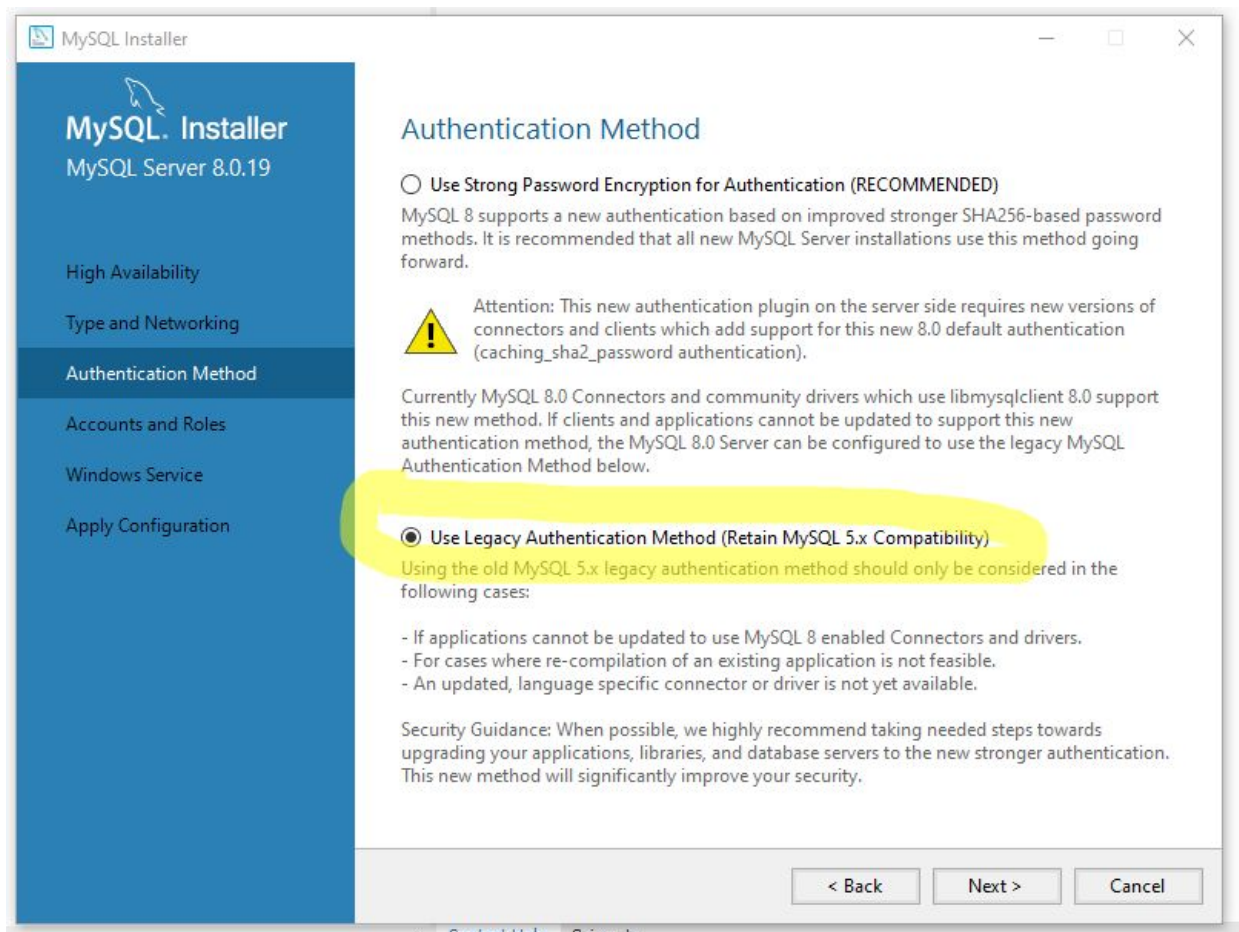 MySQL Installer
MySQL. Installer
MySQL Server 8.0.19
High Availability
Type and Networking
Authentication Method
Accounts and Roles
Windows Service
Apply Configuration
Authentication Method
Use Strong Password Encryption for Authentication (RECOMMENDED)
MySQL 8 supports a new authentication based on improved stronger SHA256-based password
methods. It is recommended that all new MySQL Server installations use this method going
forward.
Attention: This new authentication plugin on the server side requires new versions of
connectors and clients which add support for this new 8.0 default authentication
(caching_sha2_password authentication).
Currently MySQL 8.0 Connectors and community drivers which use libmysqlclient 8.0 support
this new method. If clients and applications cannot be updated to support this new
authentication method, the MySQL 8.0 Server can be configured to use the legacy MySQL
Authentication Method below.
Use Legacy Authentication Method (Retain MySQL 5.x Compatibility)
Using the old MySQL 5.x legacy authentication method should only be considered in the
following cases:
- If applications cannot be updated to use MySQL 8 enabled Connectors and drivers.
- For cases where re-compilation of an existing application is not feasible.
- An updated, language specific connector or driver is not yet available.
Security Guidance: When possible, we highly recommend taking needed steps towards
upgrading your applications, libraries, and database servers to the new stronger authentication.
This new method will significantly improve your security.
< Back
Next >
Cancel